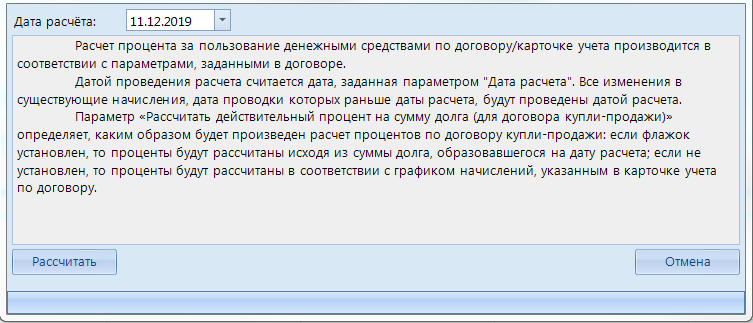 Дата расчёта: 11.12.2019
Расчет процента за пользование денежными средствами по договору/карточке учета производится в
соответствии с параметрами, заданными в договоре.
Датой проведения расчета считается дата, заданная параметром "Дата расчета". Все изменения в
существующие начисления, дата проводки которых раньше даты расчета, будут проведены датой расчета.
Параметр «Рассчитать действительный процент на сумму долга (для договора купли-продажи)»
определяет, каким образом будет произведен расчет процентов по договору купли-продажи: если флажок
установлен, то проценты будут рассчитаны исходя из суммы долга, образовавшегося на дату расчета; если не
установлен, то проценты будут рассчитаны в соответствии с графиком начислений, указанным в карточке учета
по договору.
Рассчитать Отмена